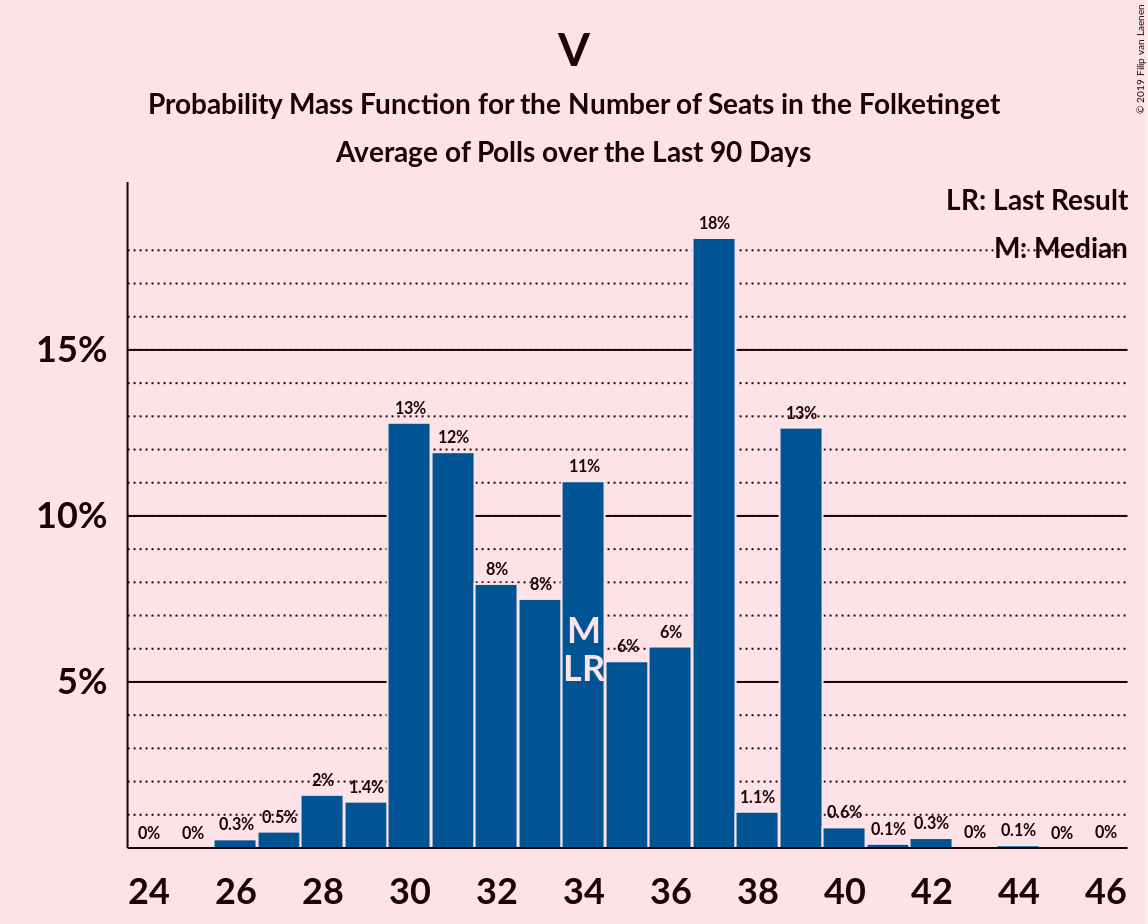 V
Probability Mass Function for the Number of Seats in the Folketinget
Average of Polls over the Last 90 Days
© 2019 Filip van Laenen
LR: Last Result
M: Median
15%
10%
5%
0%
0%
0.3%
0.5%
2%
1.4%
13%
12%
8%
8%
11%
6%
6%
18%
1.1%
13%
0.6%
0.1%
0.3%
0%
0.1%
0%
0%
M
LR
24 26 28 30 32 34 36 38 40 42 44 46